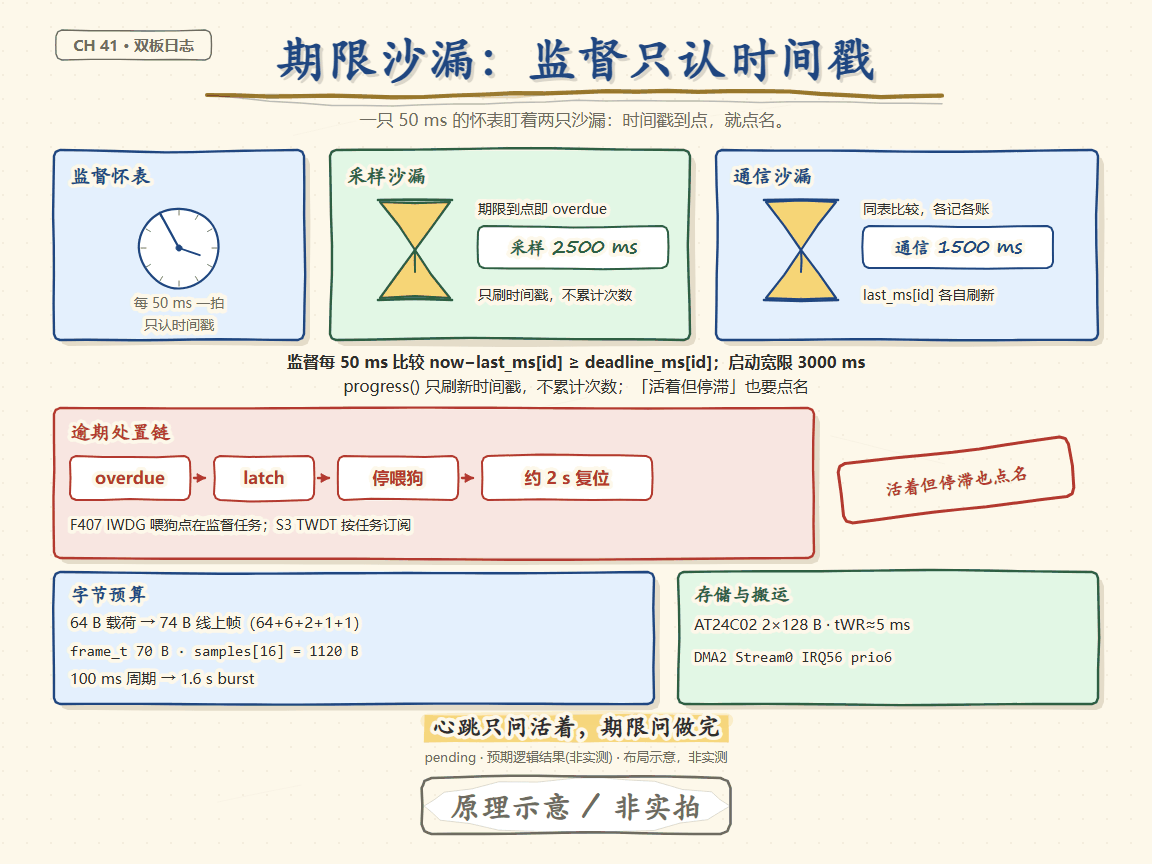 CH 41 · 双板日志
期限沙漏：监督只认时间戳
一只 50 ms 的怀表盯着两只沙漏：时间戳到点，就点名。
监督怀表
每 50 ms 一拍
只认时间戳
采样沙漏
期限到点即 overdue
采样 2500 ms
只刷时间戳，不累计次数
通信沙漏
同表比较，各记各账
通信 1500 ms
last_ms[id] 各自刷新
监督每 50 ms 比较 now−last_ms[id] ≥ deadline_ms[id]；启动宽限 3000 ms
progress() 只刷新时间戳，不累计次数；「活着但停滞」也要点名
逾期处置链
overdue
latch
停喂狗
约 2 s 复位
F407 IWDG 喂狗点在监督任务；S3 TWDT 按任务订阅
活着但停滞也点名
字节预算
64 B 载荷 → 74 B 线上帧（64+6+2+1+1）
frame_t 70 B · samples[16] = 1120 B
100 ms 周期 → 1.6 s burst
存储与搬运
AT24C02 2×128 B · tWR≈5 ms
DMA2 Stream0 IRQ56 prio6
心跳只问活着，期限问做完
pending · 预期逻辑结果(非实测) · 布局示意，非实测
原理示意 / 非实拍